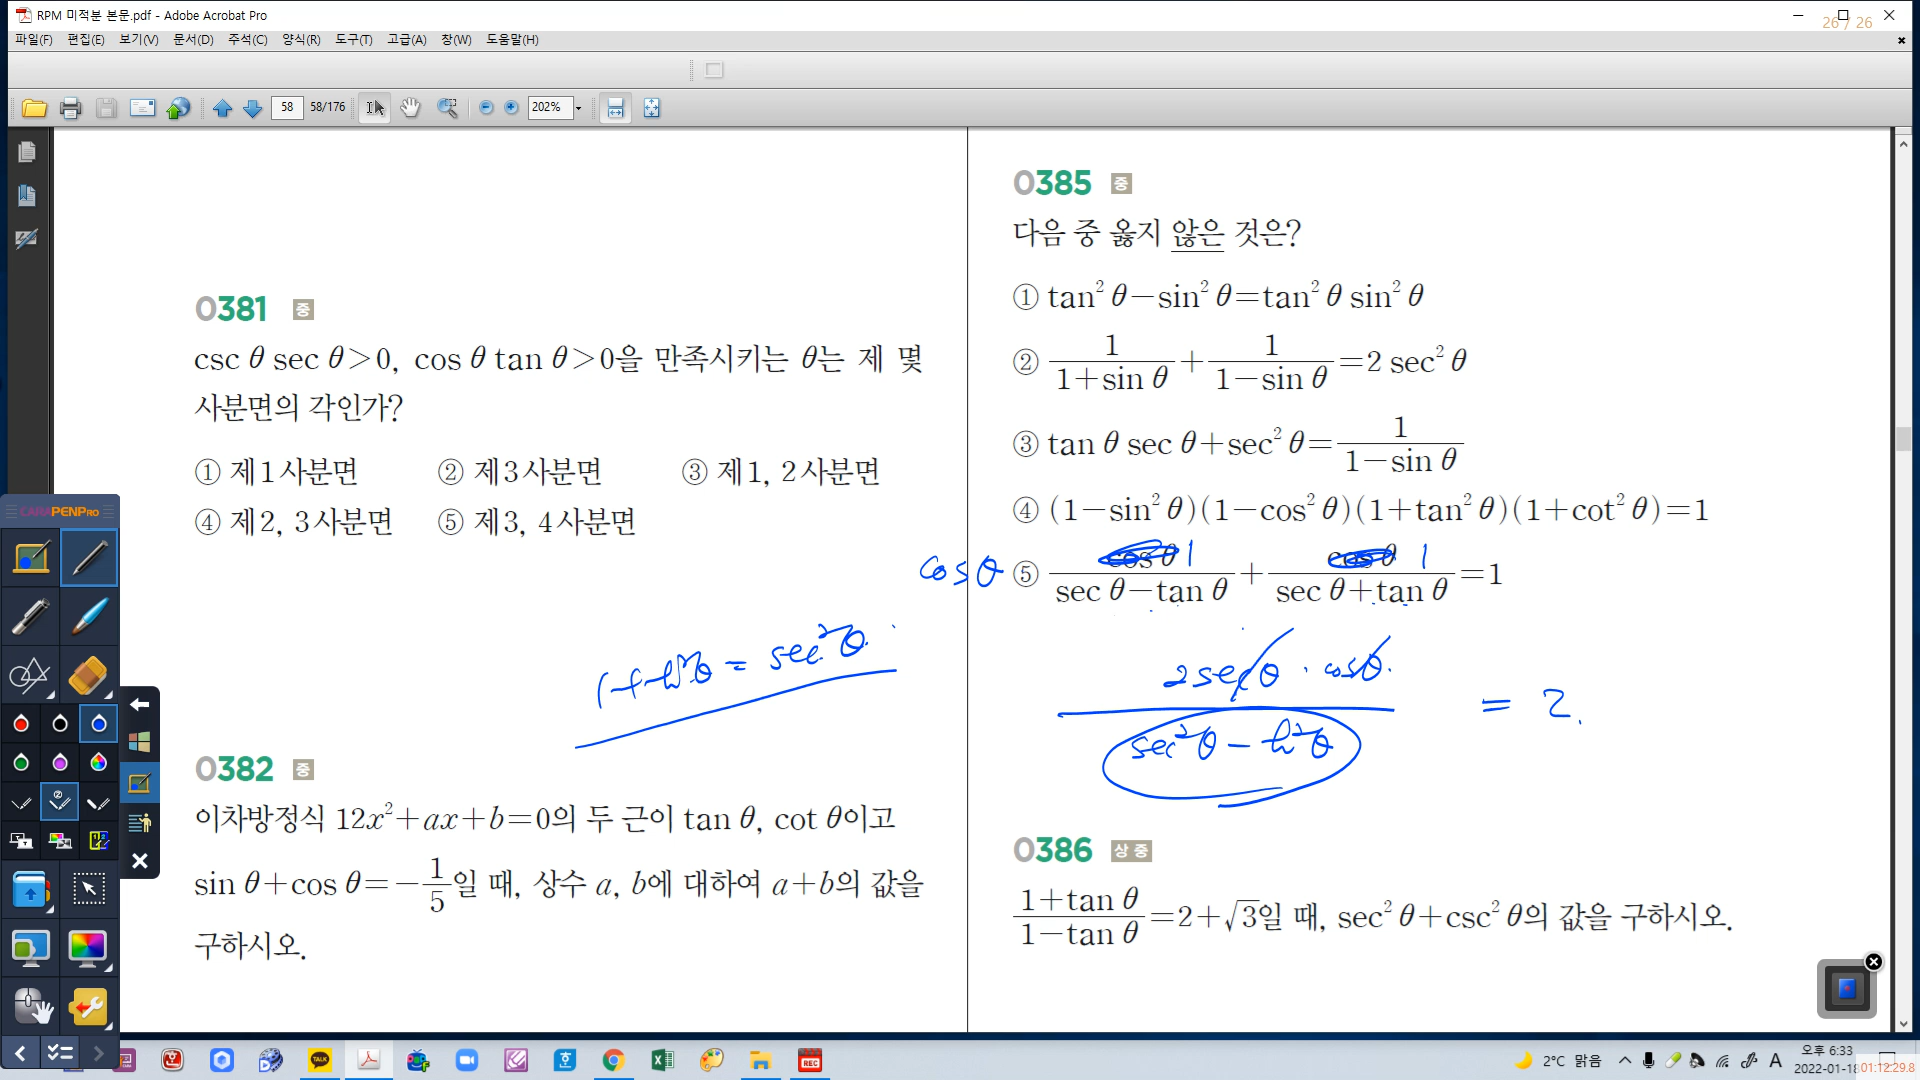 RPM 미적분 본문.pdf - Adobe Acrobat Pro
26 / 26
파일(F) 편집(E) 보기(V) 문서(D) 주석(C) 양식(R) 도구(T) 고급(A) 창(W) 도움말(H)
58 58/176 202%
0381 중
csc θ sec θ>0, cos θ tan θ>0을 만족시키는 θ는 제 몇
사분면의 각인가?
① 제1사분면 ② 제3사분면 ③ 제1, 2사분면
④ 제2, 3사분면 ⑤ 제3, 4사분면
sec²θ.
0382 중
이차방정식 12x²+ax+b=0의 두 근이 tan θ, cot θ이고
sin θ+cos θ=-1/5일 때, 상수 a, b에 대하여 a+b의 값을
구하시오.
0385 중
다음 중 옳지 않은 것은?
① tan² θ-sin² θ=tan² θ sin² θ
② 1/(1+sin θ)+1/(1-sin θ)=2 sec² θ
③ tan θ sec θ+sec² θ=1/(1-sin θ)
④ (1-sin² θ)(1-cos² θ)(1+tan² θ)(1+cot² θ)=1
cosθ ⑤ cos θ 1/(sec θ-tan θ)+cos θ 1/(sec θ+tan θ)=1
2secθ · cosθ.
= 2.
0386 상 중
(1+tan θ)/(1-tan θ)=2+√3일 때, sec² θ+csc² θ의 값을 구하시오.
CARAPENPRO
TALK
REC
2°C 맑음
A
오후 6:33
2022-01-18
01:12:29.8